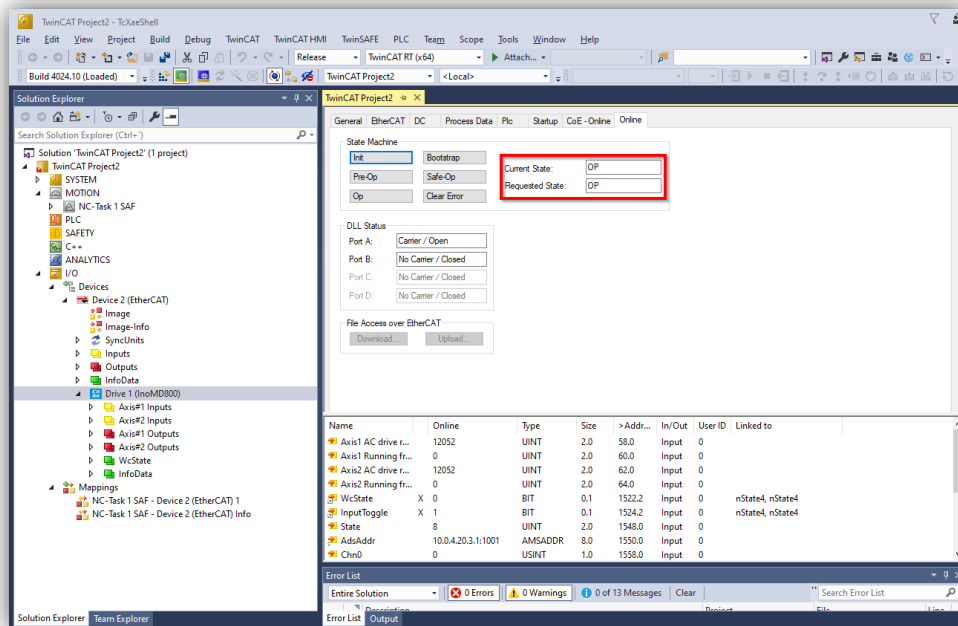 TwinCAT Project2 - TcXaeShell
File Edit View Project Build Debug TwinCAT TwinCAT HMI TwinSAFE PLC Team Scope Tools Window Help
Release TwinCAT RT (x64) Attach...
Build 4024.10 (Loaded) TwinCAT Project2 <Local>
Solution Explorer
Search Solution Explorer (Ctrl+¨)
Solution 'TwinCAT Project2' (1 project)
TwinCAT Project2
SYSTEM
MOTION
NC-Task 1 SAF
PLC
SAFETY
C++
ANALYTICS
I/O
Devices
Device 2 (EtherCAT)
Image
Image-Info
SyncUnits
Inputs
Outputs
InfoData
Drive 1 (InoMD800)
Axis#1 Inputs
Axis#2 Inputs
Axis#1 Outputs
Axis#2 Outputs
WcState
InfoData
Mappings
NC-Task 1 SAF - Device 2 (EtherCAT) 1
NC-Task 1 SAF - Device 2 (EtherCAT) Info
Solution Explorer Team Explorer
TwinCAT Project2
General EtherCAT DC Process Data Plc Startup CoE - Online Online
State Machine
Init Bootstrap
Pre-Op Safe-Op
Op Clear Error
Current State: OP
Requested State: OP
DLL Status
Port A: Carrier / Open
Port B: No Carrier / Closed
Port C: No Carrier / Closed
Port D: No Carrier / Closed
File Access over EtherCAT
Download... Upload...
Name Online Type Size >Addr... In/Out User ID Linked to
Axis1 AC drive r... 12052 UINT 2.0 58.0 Input 0
Axis1 Running fr... 0 UINT 2.0 60.0 Input 0
Axis2 AC drive r... 12052 UINT 2.0 62.0 Input 0
Axis2 Running fr... 0 UINT 2.0 64.0 Input 0
WcState X 0 BIT 0.1 1522.2 Input 0 nState4, nState4
InputToggle X 1 BIT 0.1 1524.2 Input 0 nState4, nState4
State 8 UINT 2.0 1548.0 Input 0
AdsAddr 10.0.4.20.3.1:1001 AMSADDR 8.0 1550.0 Input 0
Chn0 0 USINT 1.0 1558.0 Input 0
Error List
Entire Solution 0 Errors 0 Warnings 0 of 13 Messages Clear Search Error List
Description Project File Line
Error List Output